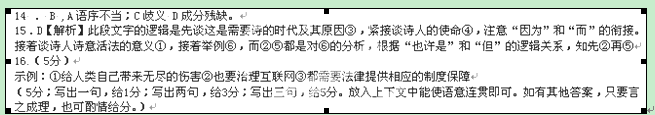 14 . B .A语序不当;C歧义 D成分残缺。
15.D【解析】此段文字的逻辑是先谈这是需要诗的时代及其原因③,紧接谈诗人的使命④,注意“因为”和“而”的衔接。
接着谈诗人诗意活法的意义①,接着举例⑥,而②⑤都是对⑥的分析,根据“也许是”和“但”的逻辑关系,知先②再⑤
16.(5分)
示例:①给人类自己带来无尽的伤害②也要治理互联网③都需要法律提供相应的制度保障
(5分;写出一句,给1分;写出两句,给3分;写出三句,给5分。放入上下文中能使语意连贯即可。如有其他答案,只要言
之成理,也可酌情给分。)